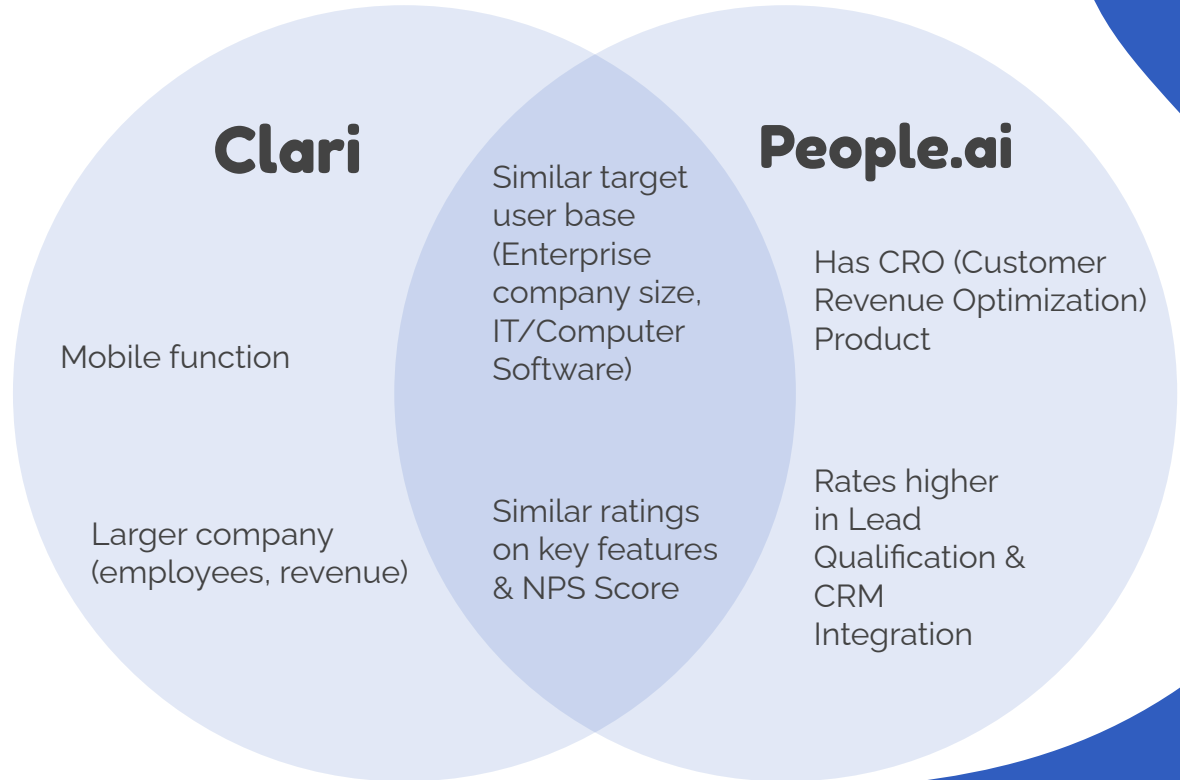 Clari
Mobile function
Larger company
(employees, revenue)
Similar target
user base
(Enterprise
company size,
IT/Computer
Software)
Similar ratings
on key features
& NPS Score
People.ai
Has CRO (Customer
Revenue Optimization)
Product
Rates higher
in Lead
Qualification &
CRM
Integration